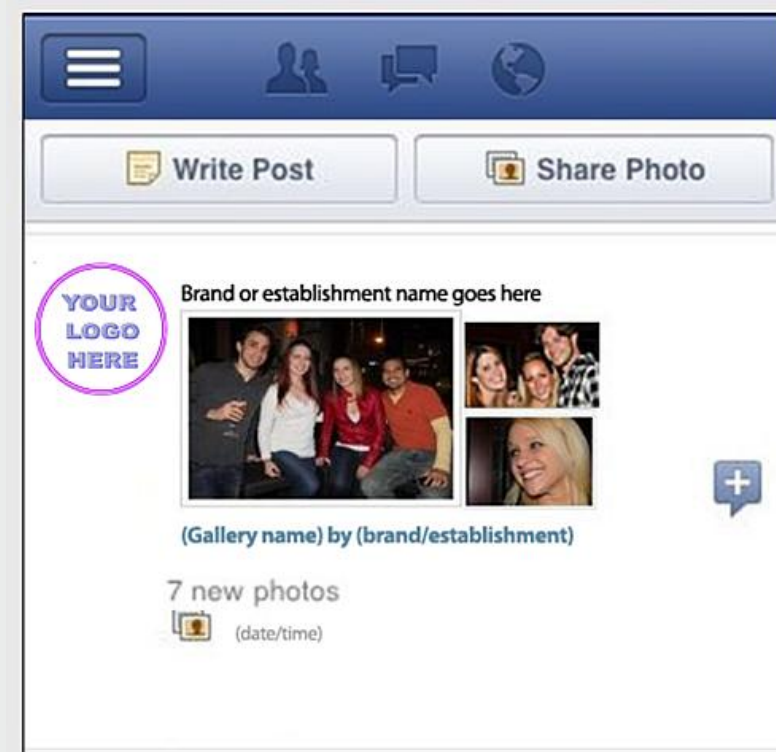 Write Post
Share Photo
YOUR
LOGO
HERE
Brand or establishment name goes here
(Gallery name) by (brand/establishment)
7 new photos
(date/time)